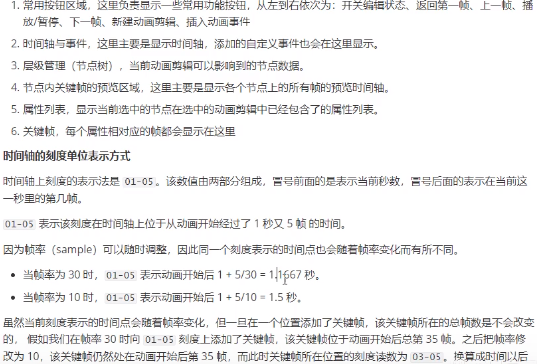 1. 常用按钮区域，这里负责显示一些常用功能按钮，从左到右依次为：开关编辑状态、返回第一帧、上一帧、播
放/暂停、下一帧、新建动画剪辑、插入动画事件
2. 时间轴与事件，这里主要是显示时间轴，添加的自定义事件也会在这里显示。
3. 层级管理（节点树），当前动画剪辑可以影响到的节点数据。
4. 节点内关键帧的预览区域，这里主要是显示各个节点上的所有帧的预览时间轴。
5. 属性列表，显示当前选中的节点在选中的动画剪辑中已经包含了的属性列表。
6. 关键帧，每个属性相对应的帧都会显示在这里
时间轴的刻度单位表示方式
时间轴上刻度的表示法是 01-05。该数值由两部分组成，冒号前面的是表示当前秒数，冒号后面的表示在当前这
一秒里的第几帧。
01-05 表示该刻度在时间轴上位于从动画开始经过了 1 秒又 5 帧 的时间。
因为帧率（sample）可以随时调整，因此同一个刻度表示的时间点也会随着帧率变化而有所不同。
• 当帧率为 30 时，01-05 表示动画开始后 1 + 5/30 = 1.1667 秒。
• 当帧率为 10 时，01-05 表示动画开始后 1 + 5/10 = 1.5 秒。
虽然当前刻度表示的时间点会随着帧率变化，但一旦在一个位置添加了关键帧，该关键帧所在的总帧数是不会改变
的， 假如我们在帧率 30 时向 01-05 刻度上添加了关键帧，该关键帧位于动画开始后总第 35 帧。之后把帧率修
改为 10，该关键帧仍然处在动画开始后第 35 帧，而此时关键帧所在位置的刻度读数为 03-05。换算成时间以后